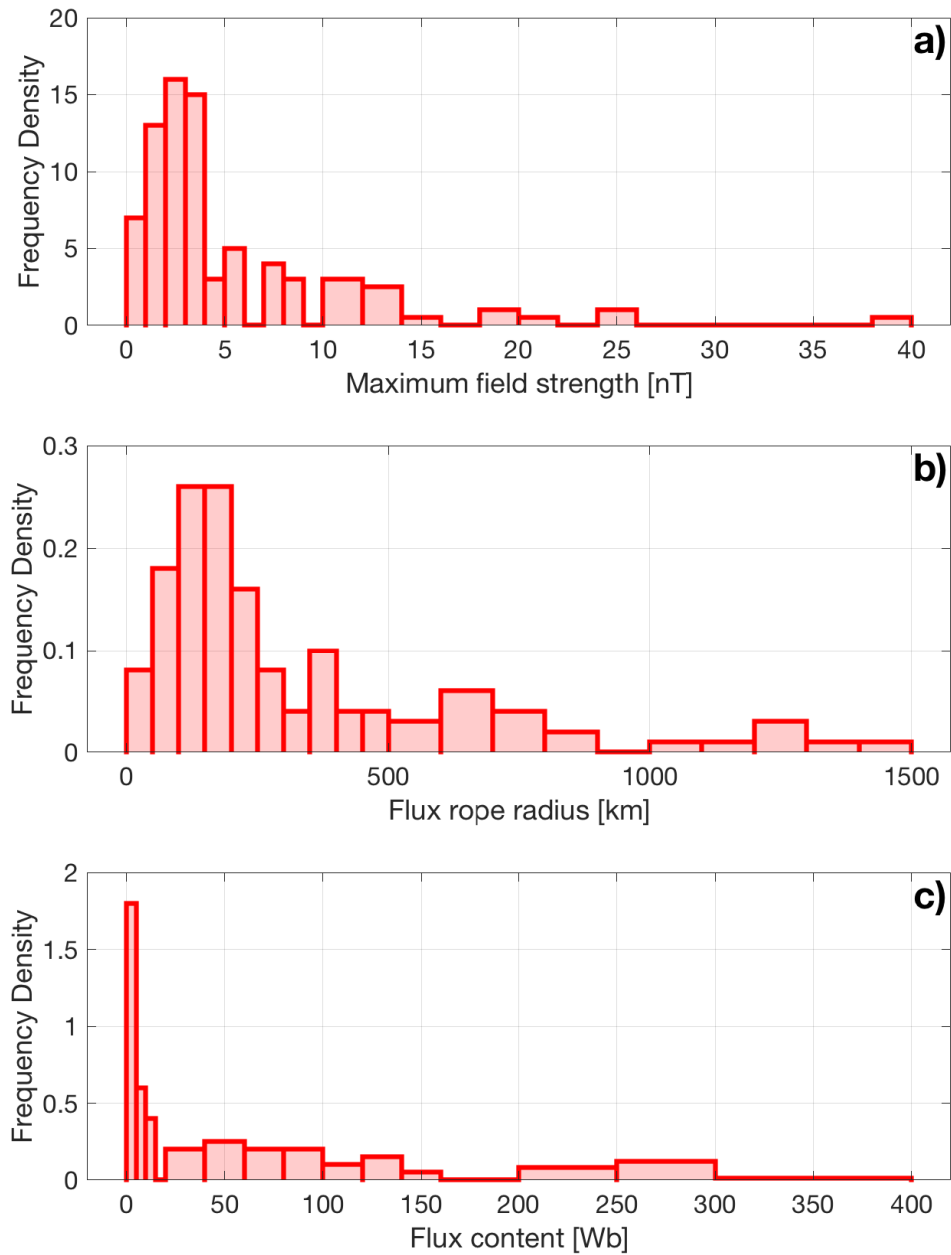 a)
20
15
10
5
0
Frequency Density
0 5 10 15 20 25 30 35 40
Maximum field strength [nT]
b)
0.3
0.2
0.1
0
Frequency Density
0 500 1000 1500
Flux rope radius [km]
c)
2
1.5
1
0.5
0
Frequency Density
0 50 100 150 200 250 300 350 400
Flux content [Wb]